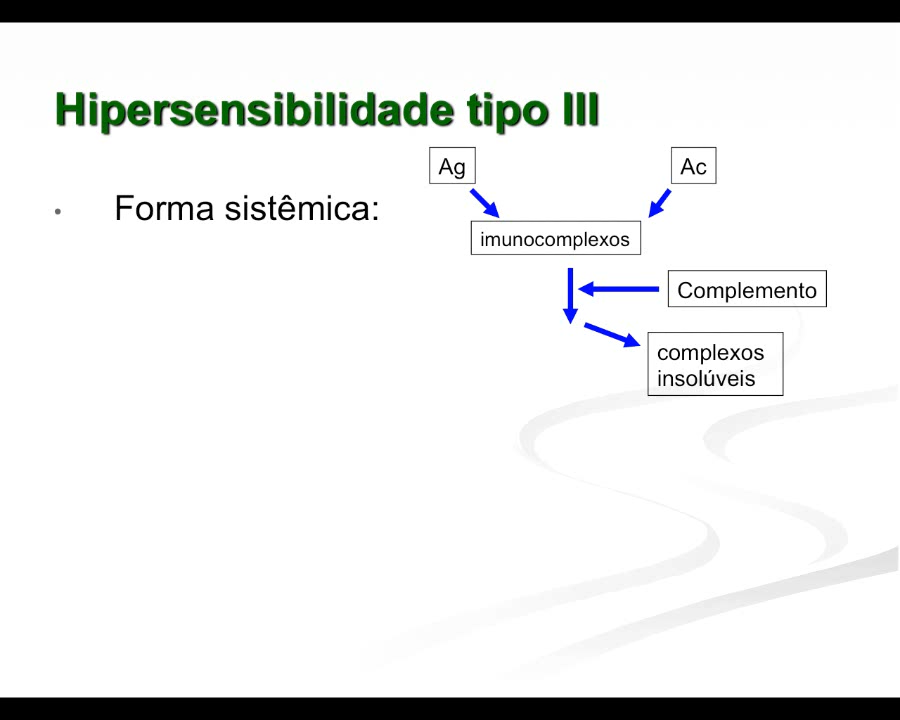 Hipersensibilidade tipo III
Ag
Ac
• Forma sistêmica:
imunocomplexos
Complemento
complexos
insolúveis